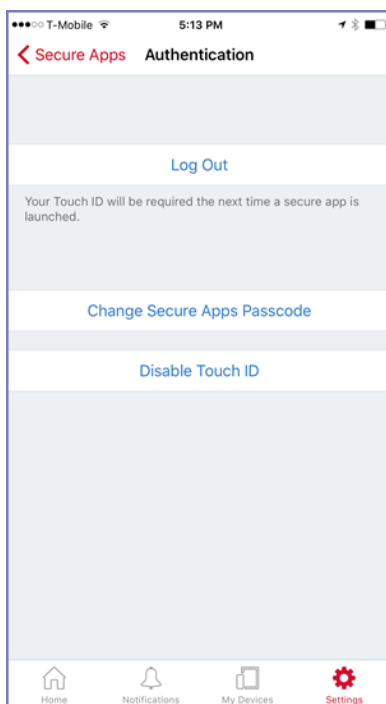 T-Mobile 5:13 PM
Secure Apps Authentication
Log Out
Your Touch ID will be required the next time a secure app is
launched.
Change Secure Apps Passcode
Disable Touch ID
Home Notifications My Devices Settings